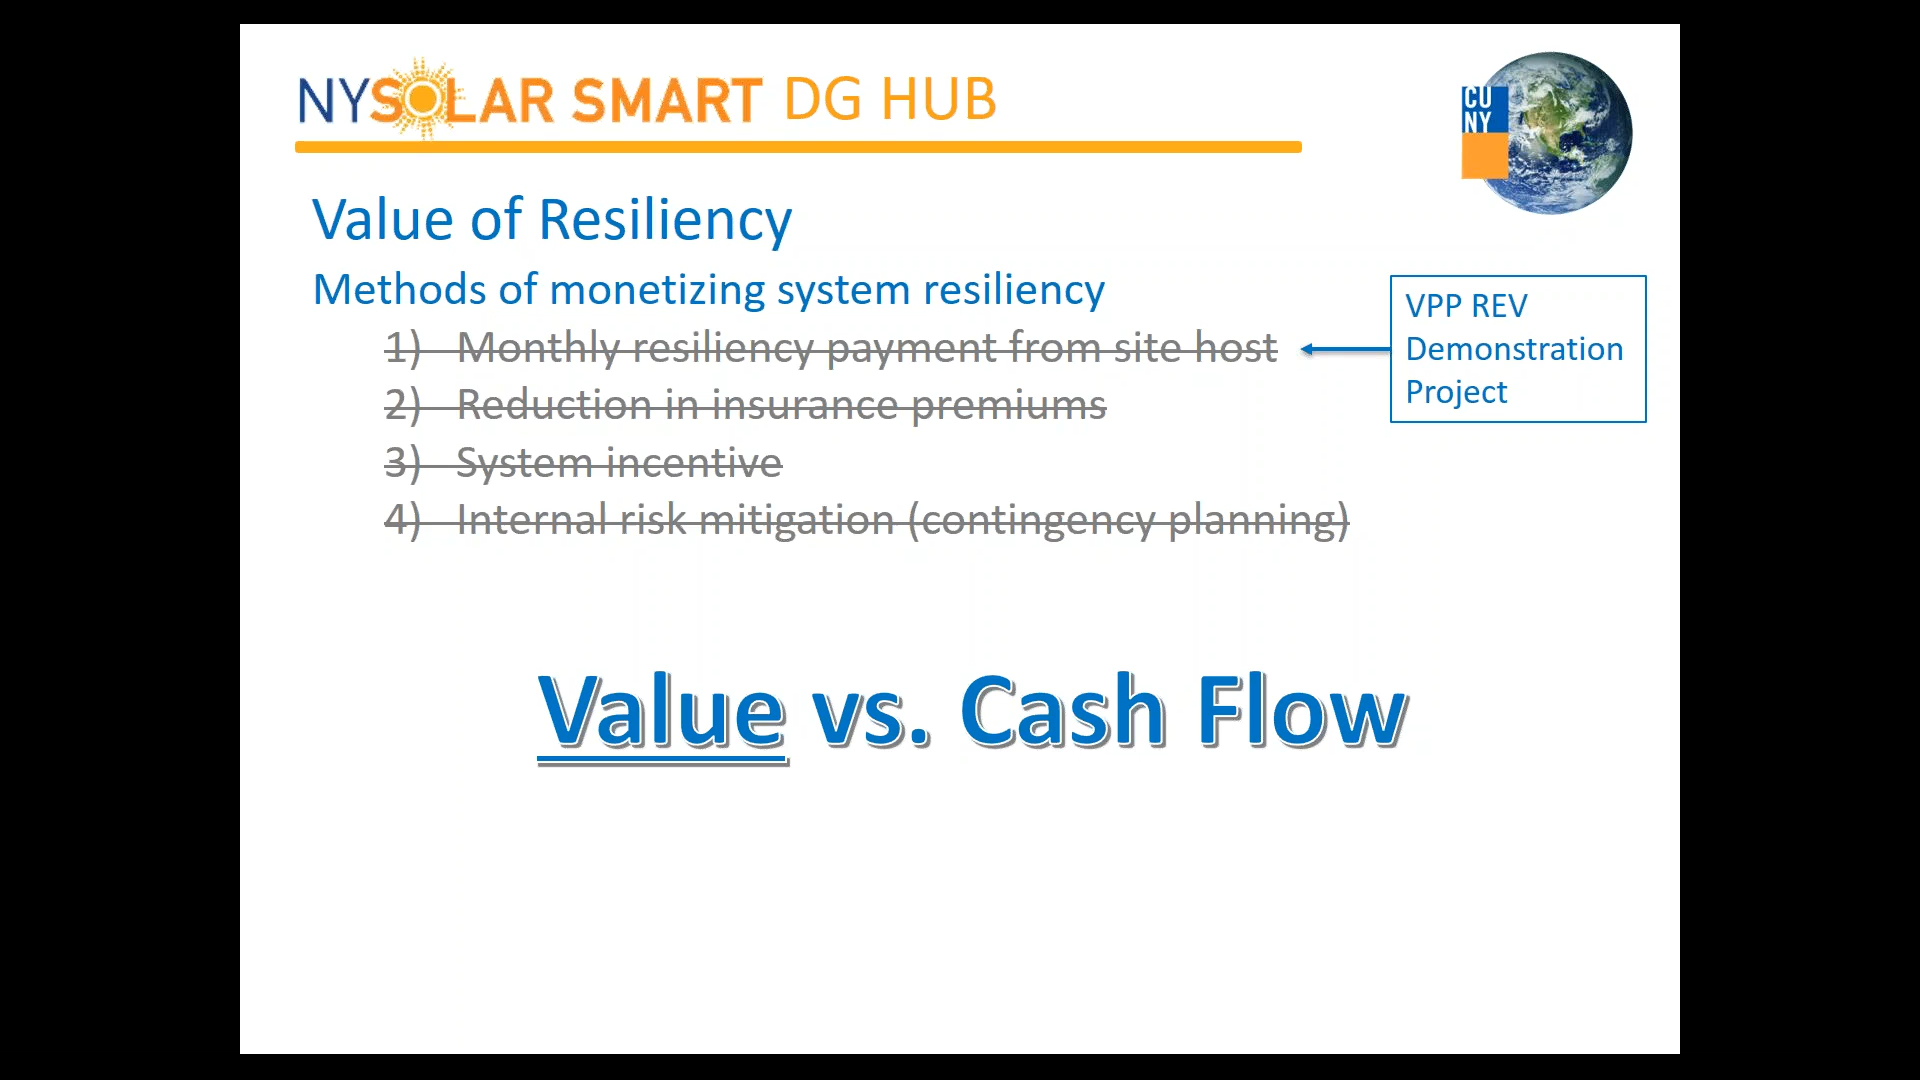 NYSOLAR SMART DG HUB
CU
NY
Value of Resiliency
Methods of monetizing system resiliency
1) Monthly resiliency payment from site host
2) Reduction in insurance premiums
3) System incentive
4) Internal risk mitigation (contingency planning)
VPP REV
Demonstration
Project
Value vs. Cash Flow